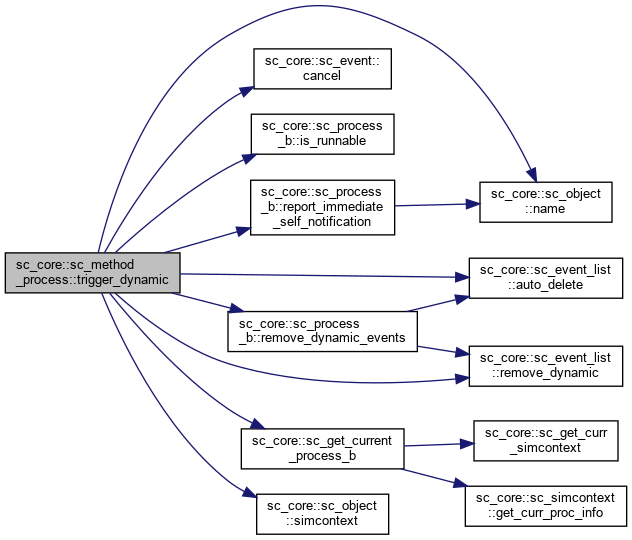 sc_core::sc_event::
cancel
sc_core::sc_process
_b::is_runnable
sc_core::sc_process
_b::report_immediate
_self_notification
sc_core::sc_object
::name
sc_core::sc_method
_process::trigger_dynamic
sc_core::sc_event_list
::auto_delete
sc_core::sc_process
_b::remove_dynamic_events
sc_core::sc_event_list
::remove_dynamic
sc_core::sc_get_current
_process_b
sc_core::sc_get_curr
_simcontext
sc_core::sc_simcontext
::get_curr_proc_info
sc_core::sc_object
::simcontext